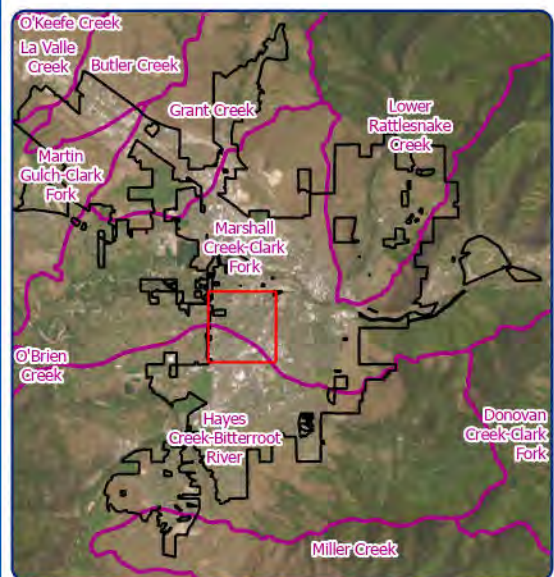 O'Keefe Creek
La Valle
Creek
Butler Creek
Grant Creek
Lower
Rattlesnake
Creek
Martin
Gulch-Clark
Fork
Marshall
Creek-Clark
Fork
O'Brien
Creek
Hayes
Creek-Bitterroot
River
Donovan
Creek-Clark
Fork
Miller Creek